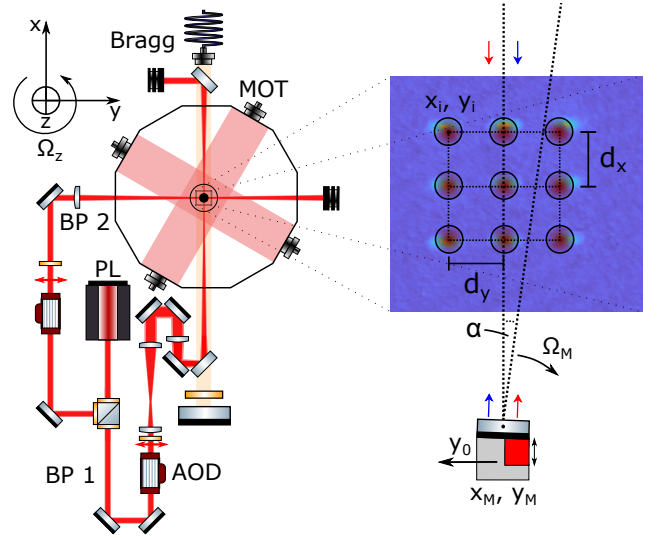 x
Bragg
MOT
y
z
Ω_z
BP 2
PL
BP 1
AOD
x_i, y_i
d_x
d_y
α
Ω_M
y_0
x_M, y_M